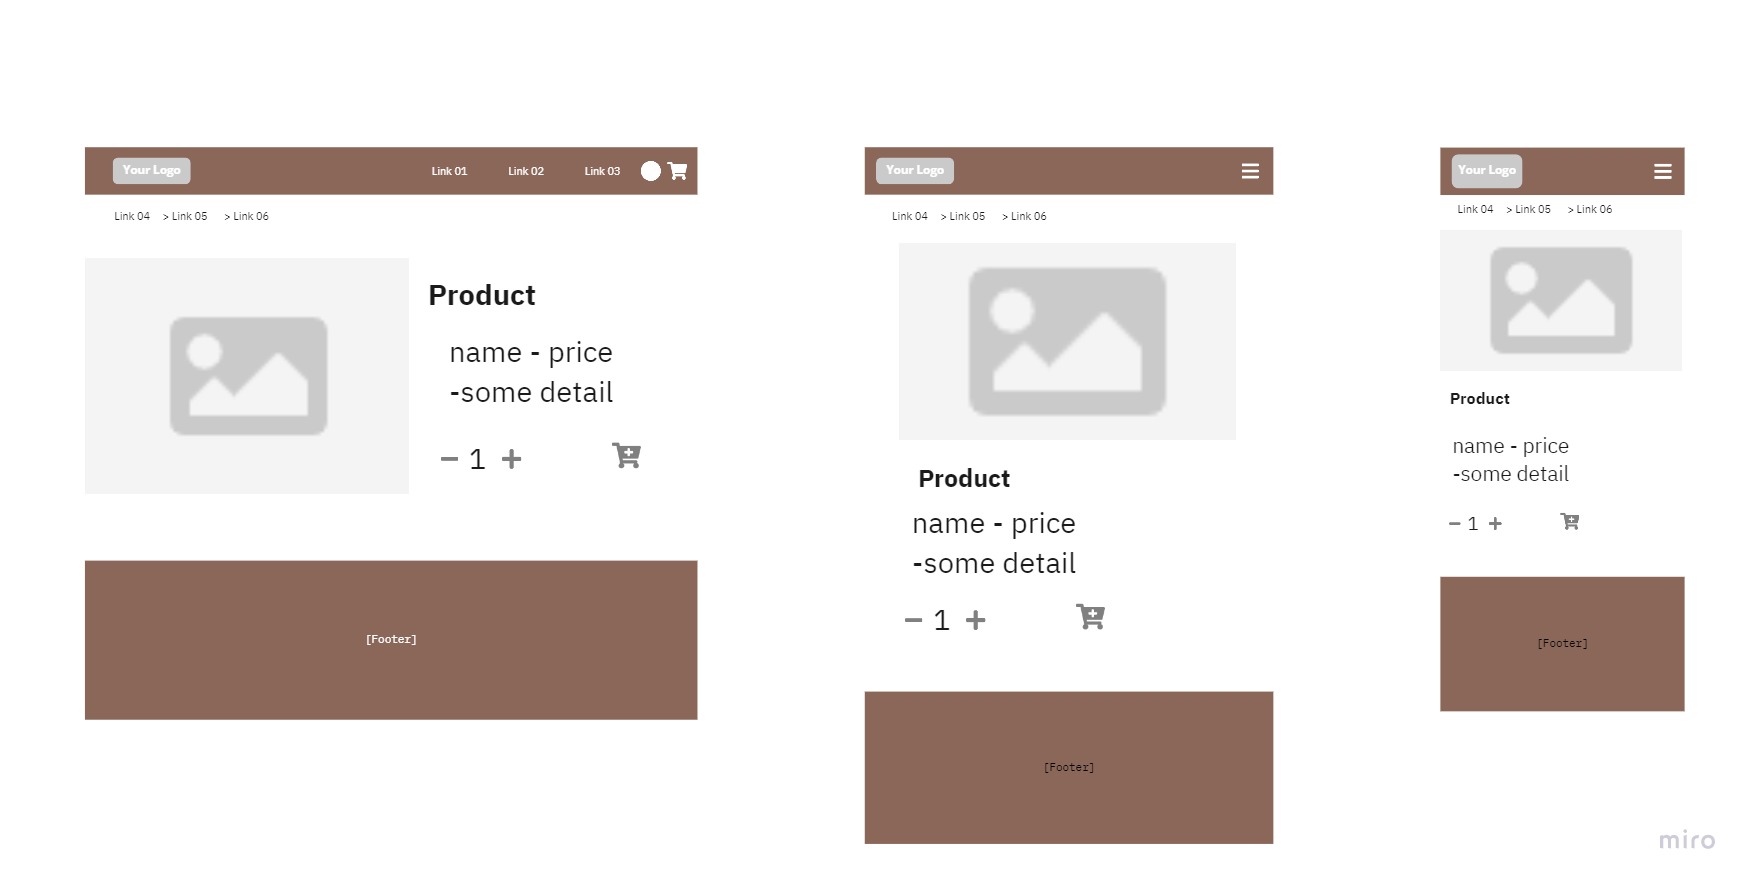 Your Logo
Link 01
Link 02
Link 03
Link 04 > Link 05 > Link 06
Product
name - price
-some detail
1
[Footer]
Your Logo
Link 04 > Link 05 > Link 06
Product
name - price
-some detail
1
[Footer]
Your Logo
Link 04 > Link 05 > Link 06
Product
name - price
-some detail
1
[Footer]
miro